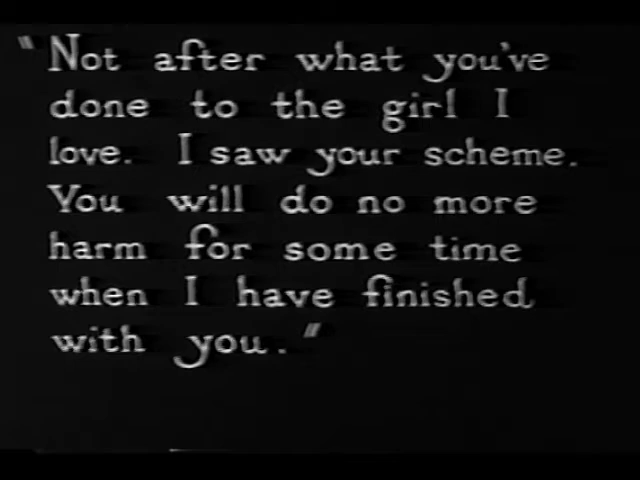 "Not after what you've
done to the girl I
love. I saw your scheme.
You will do no more
harm for some time
when I have finished
with you."